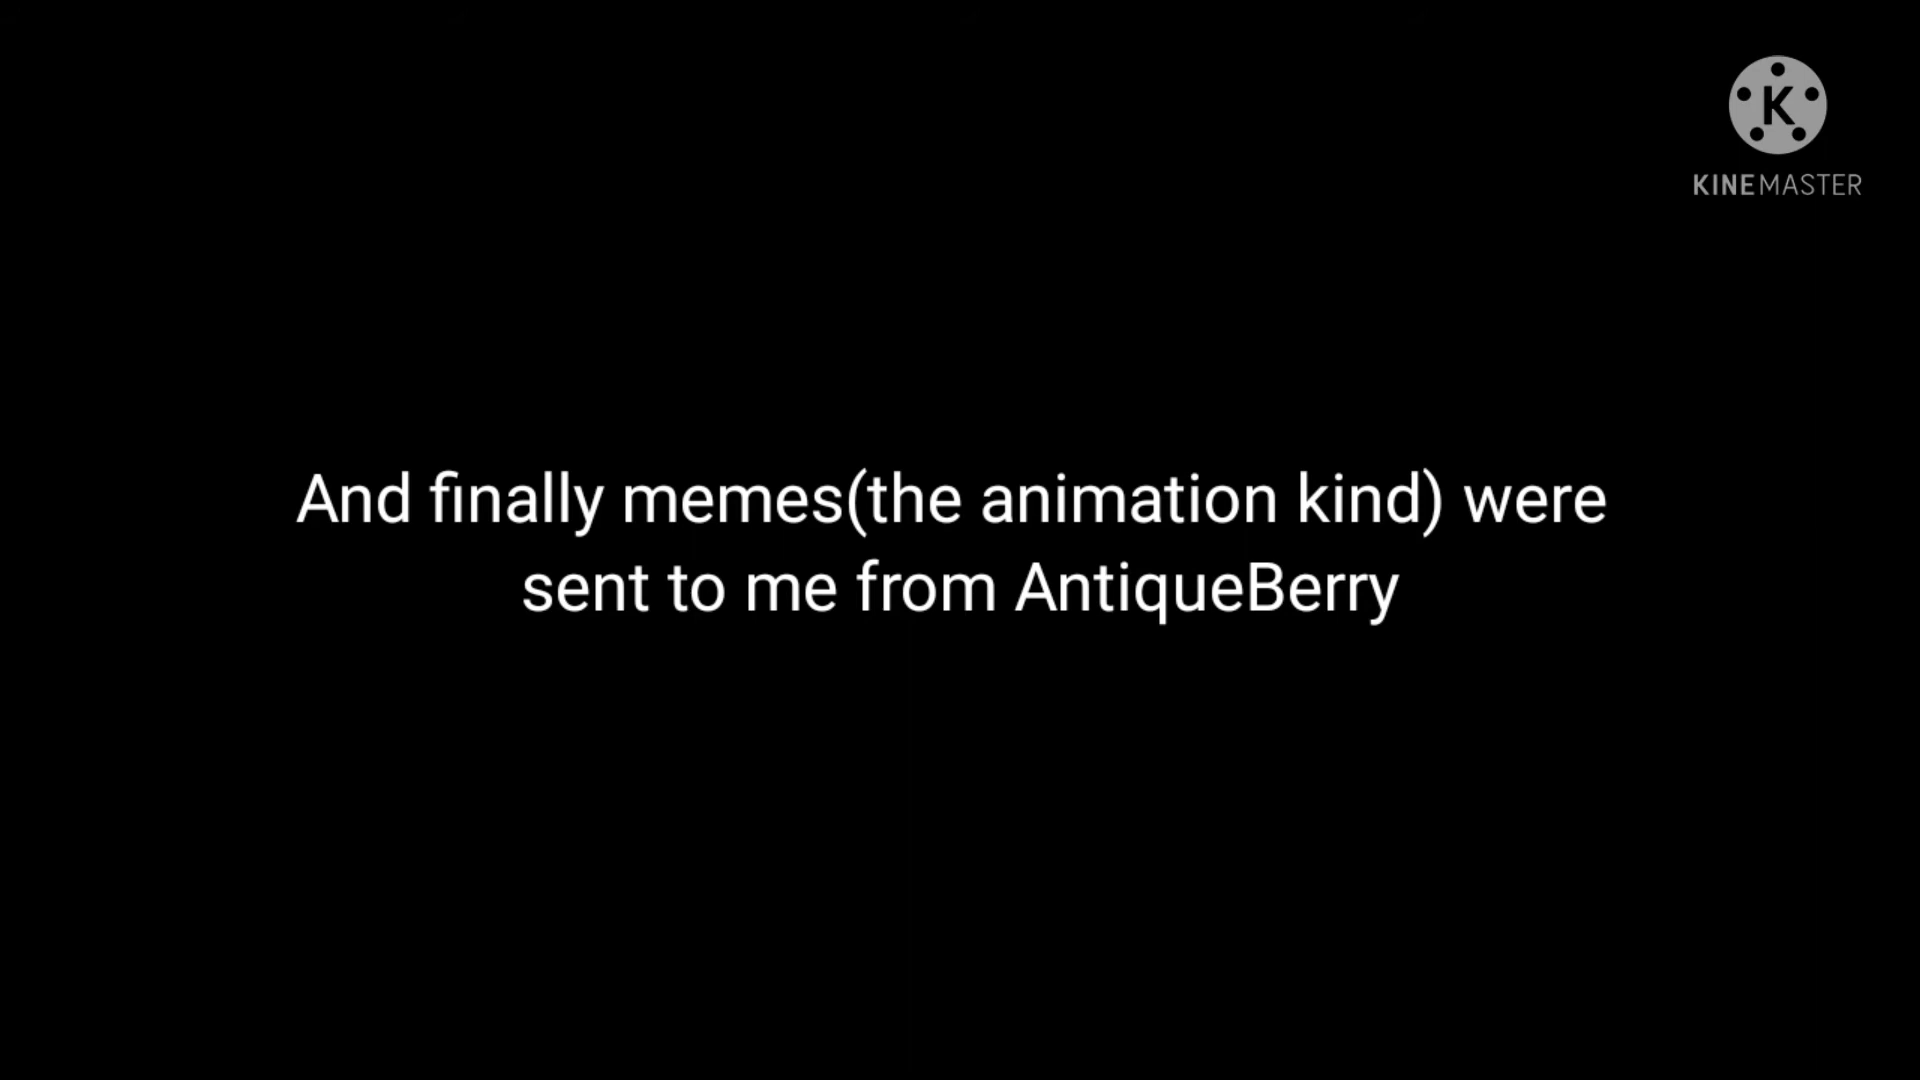 K
KINEMASTER
And finally memes(the animation kind) were
sent to me from AntiqueBerry